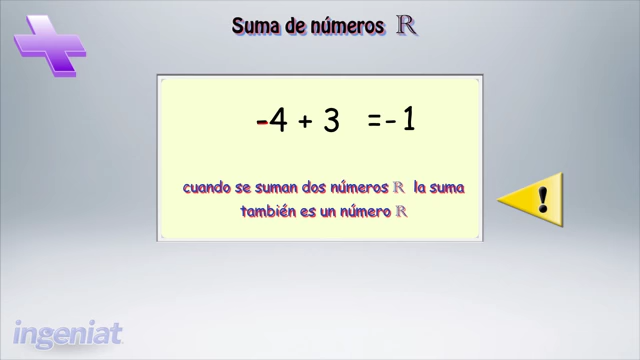 Suma de números ℝ
-4 + 3 = - 1
cuando se suman dos números ℝ la suma
también es un número ℝ
!
ingeniat